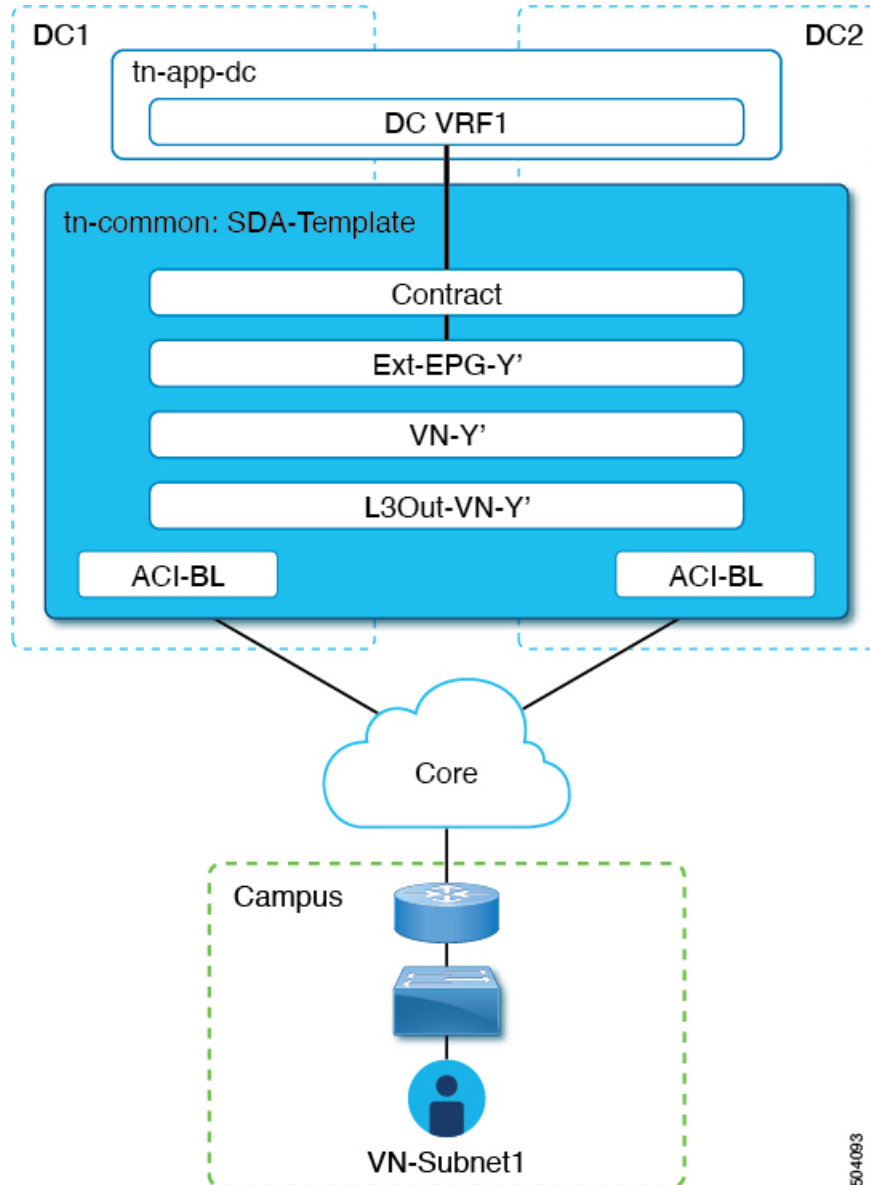 DC1
DC2
tn-app-dc
DC VRF1
tn-common: SDA-Template
Contract
Ext-EPG-Y’
VN-Y’
L3Out-VN-Y’
ACI-BL
ACI-BL
Core
Campus
VN-Subnet1
504093